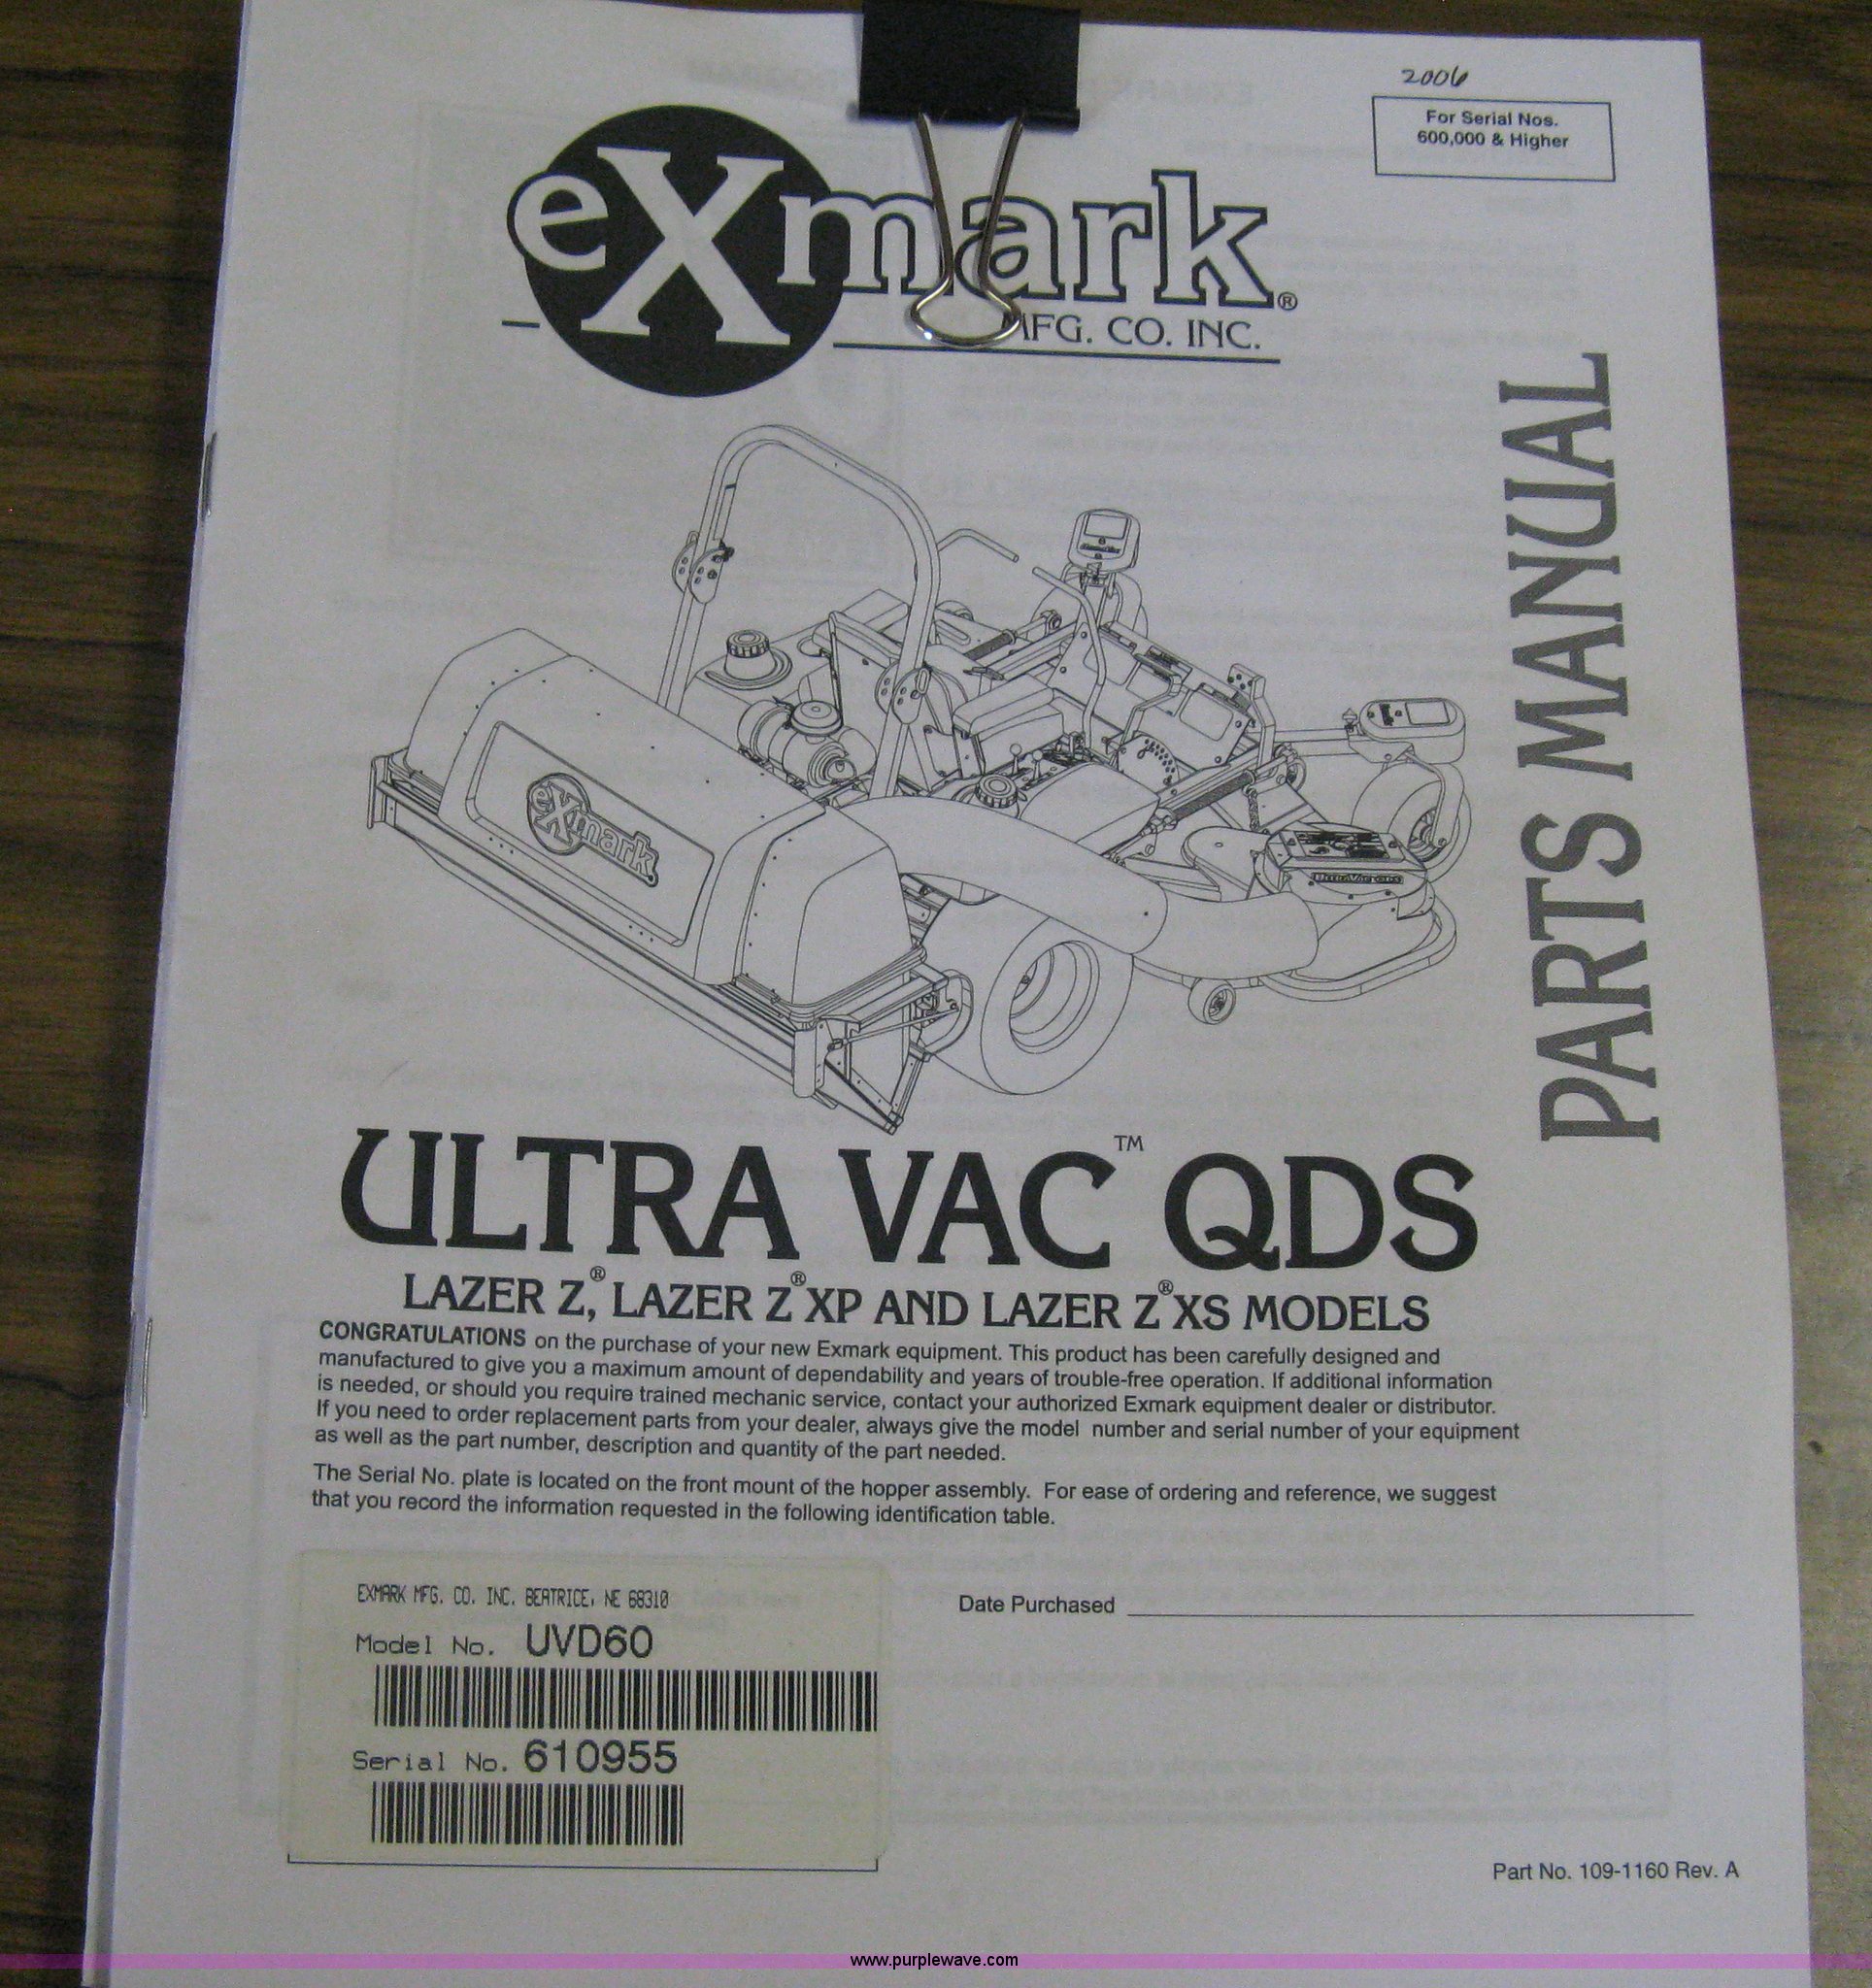 2006
For Serial Nos.
600,000 & Higher
eXmark®
MFG. CO. INC.
PARTS MANUAL
eXmark
ULTRAVAC QDS
ULTRA VAC™ QDS
LAZER Z®, LAZER Z® XP AND LAZER Z® XS MODELS
CONGRATULATIONS on the purchase of your new Exmark equipment. This product has been carefully designed and
manufactured to give you a maximum amount of dependability and years of trouble-free operation. If additional information
is needed, or should you require trained mechanic service, contact your authorized Exmark equipment dealer or distributor.
If you need to order replacement parts from your dealer, always give the model number and serial number of your equipment
as well as the part number, description and quantity of the part needed.
The Serial No. plate is located on the front mount of the hopper assembly. For ease of ordering and reference, we suggest
that you record the information requested in the following identification table.
EXMARK MFG. CO. INC. BEATRICE, NE 68310
Model No. UVD60
Serial No. 610955
Date Purchased
Part No. 109-1160 Rev. A
www.purplewave.com